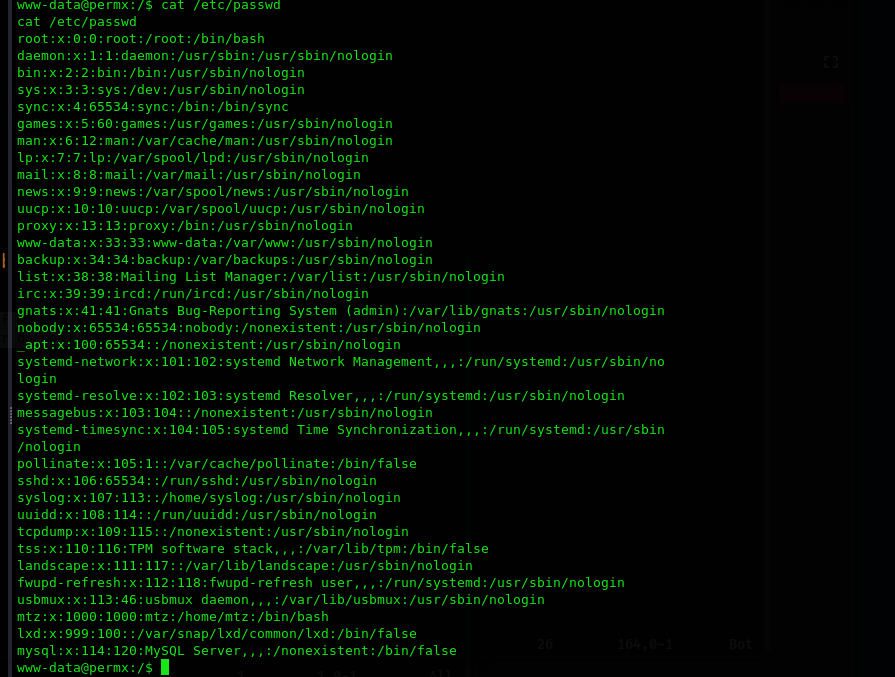 www-data@permx:/$ cat /etc/passwd
cat /etc/passwd
root:x:0:0:root:/root:/bin/bash
daemon:x:1:1:daemon:/usr/sbin:/usr/sbin/nologin
bin:x:2:2:bin:/bin:/usr/sbin/nologin
sys:x:3:3:sys:/dev:/usr/sbin/nologin
sync:x:4:65534:sync:/bin:/bin/sync
games:x:5:60:games:/usr/games:/usr/sbin/nologin
man:x:6:12:man:/var/cache/man:/usr/sbin/nologin
lp:x:7:7:lp:/var/spool/lpd:/usr/sbin/nologin
mail:x:8:8:mail:/var/mail:/usr/sbin/nologin
news:x:9:9:news:/var/spool/news:/usr/sbin/nologin
uucp:x:10:10:uucp:/var/spool/uucp:/usr/sbin/nologin
proxy:x:13:13:proxy:/bin:/usr/sbin/nologin
www-data:x:33:33:www-data:/var/www:/usr/sbin/nologin
backup:x:34:34:backup:/var/backups:/usr/sbin/nologin
list:x:38:38:Mailing List Manager:/var/list:/usr/sbin/nologin
irc:x:39:39:ircd:/run/ircd:/usr/sbin/nologin
gnats:x:41:41:Gnats Bug-Reporting System (admin):/var/lib/gnats:/usr/sbin/nologin
nobody:x:65534:65534:nobody:/nonexistent:/usr/sbin/nologin
_apt:x:100:65534::/nonexistent:/usr/sbin/nologin
systemd-network:x:101:102:systemd Network Management,,,:/run/systemd:/usr/sbin/no
login
systemd-resolve:x:102:103:systemd Resolver,,,:/run/systemd:/usr/sbin/nologin
messagebus:x:103:104::/nonexistent:/usr/sbin/nologin
systemd-timesync:x:104:105:systemd Time Synchronization,,,:/run/systemd:/usr/sbin
/nologin
pollinate:x:105:1::/var/cache/pollinate:/bin/false
sshd:x:106:65534::/run/sshd:/usr/sbin/nologin
syslog:x:107:113::/home/syslog:/usr/sbin/nologin
uuidd:x:108:114::/run/uuidd:/usr/sbin/nologin
tcpdump:x:109:115::/nonexistent:/usr/sbin/nologin
tss:x:110:116:TPM software stack,,,:/var/lib/tpm:/bin/false
landscape:x:111:117::/var/lib/landscape:/usr/sbin/nologin
fwupd-refresh:x:112:118:fwupd-refresh user,,,:/run/systemd:/usr/sbin/nologin
usbmux:x:113:46:usbmux daemon,,,:/var/lib/usbmux:/usr/sbin/nologin
mtz:x:1000:1000:mtz:/home/mtz:/bin/bash
lxd:x:999:100::/var/snap/lxd/common/lxd:/bin/false
26 164,0-1 Bot
mysql:x:114:120:MySQL Server,,,:/nonexistent:/bin/false
www-data@permx:/$